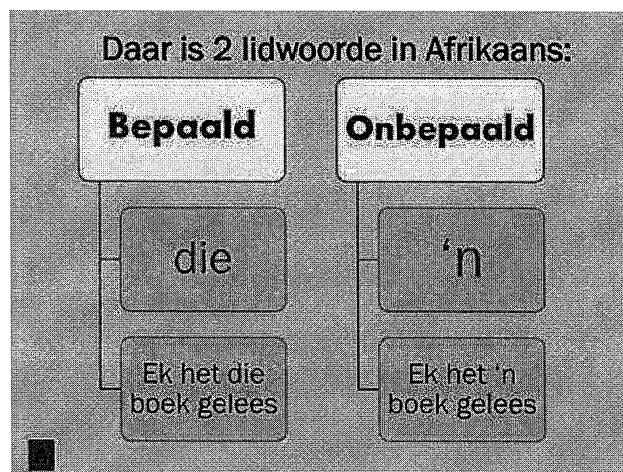 Daar is 2 lidwoorde in Afrikaans:
Bepaald
die
Ek het die
boek gelees
Onbepaald
‘n
Ek het ‘n
boek gelees